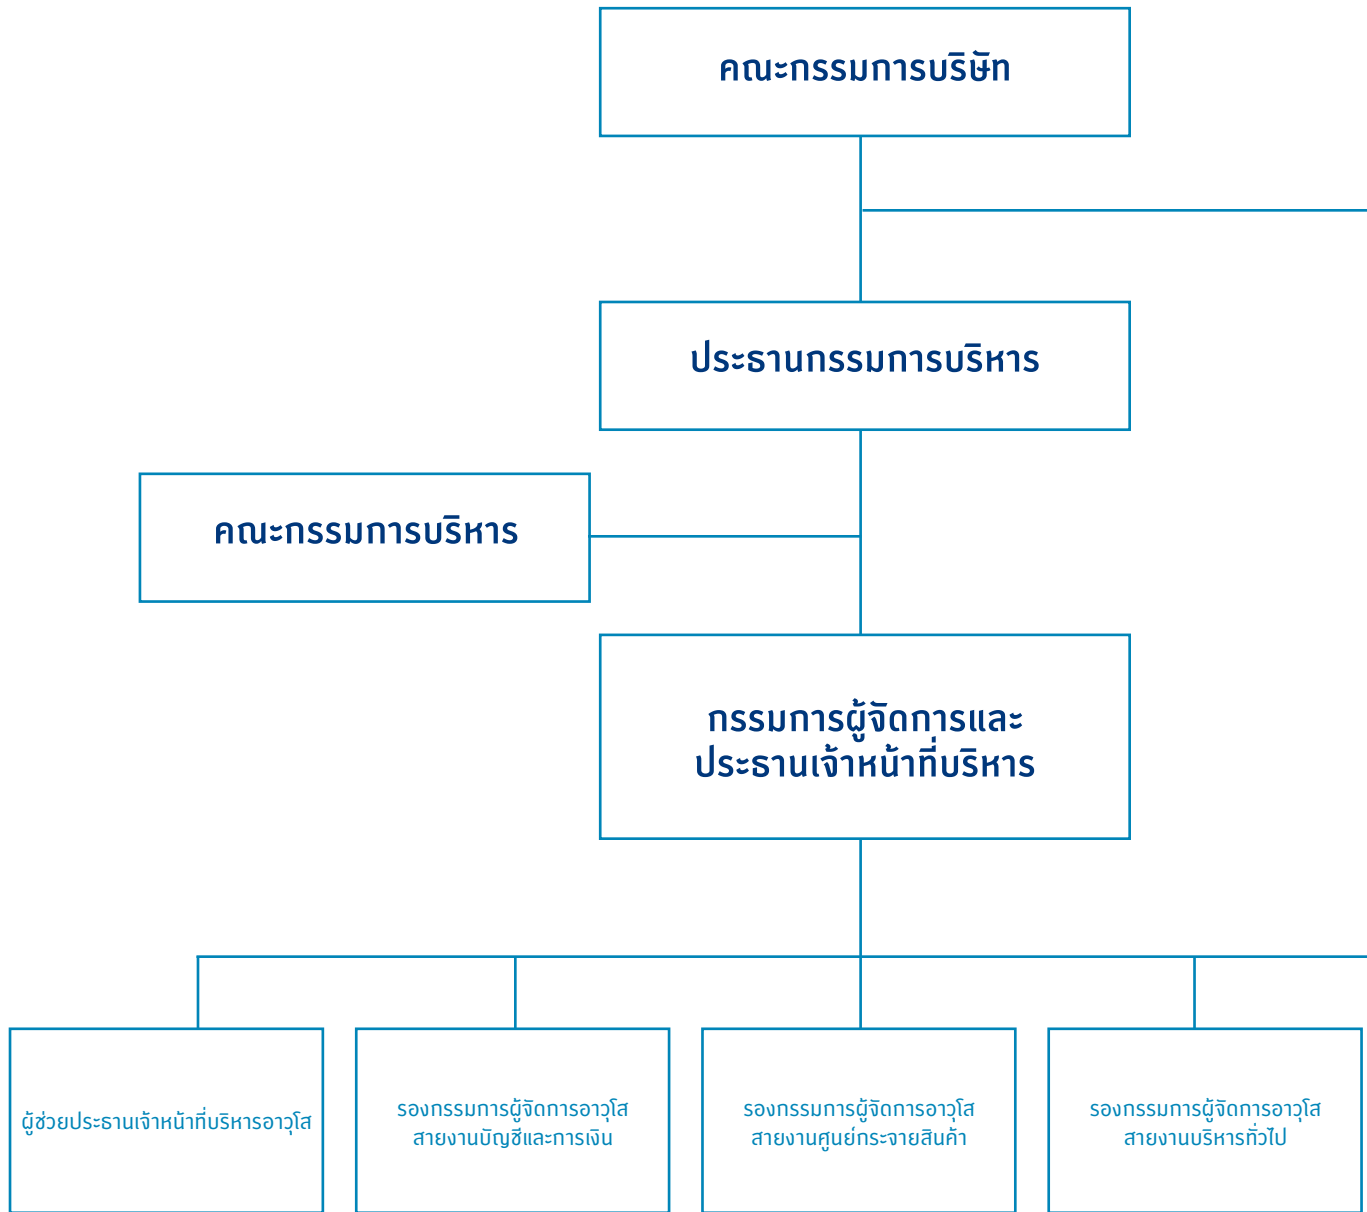 คณะกรรมการบริษัท
ประธานกรรมการบริหาร
คณะกรรมการบริหาร
กรรมการผู้จัดการและ
ประธานเจ้าหน้าที่บริหาร
ผู้ช่วยประธานเจ้าหน้าที่บริหารอาวุโส
รองกรรมการผู้จัดการอาวุโส
สายงานบัญชีและการเงิน
รองกรรมการผู้จัดการอาวุโส
สายงานศูนย์กระจายสินค้า
รองกรรมการผู้จัดการอาวุโส
สายงานบริหารทั่วไป